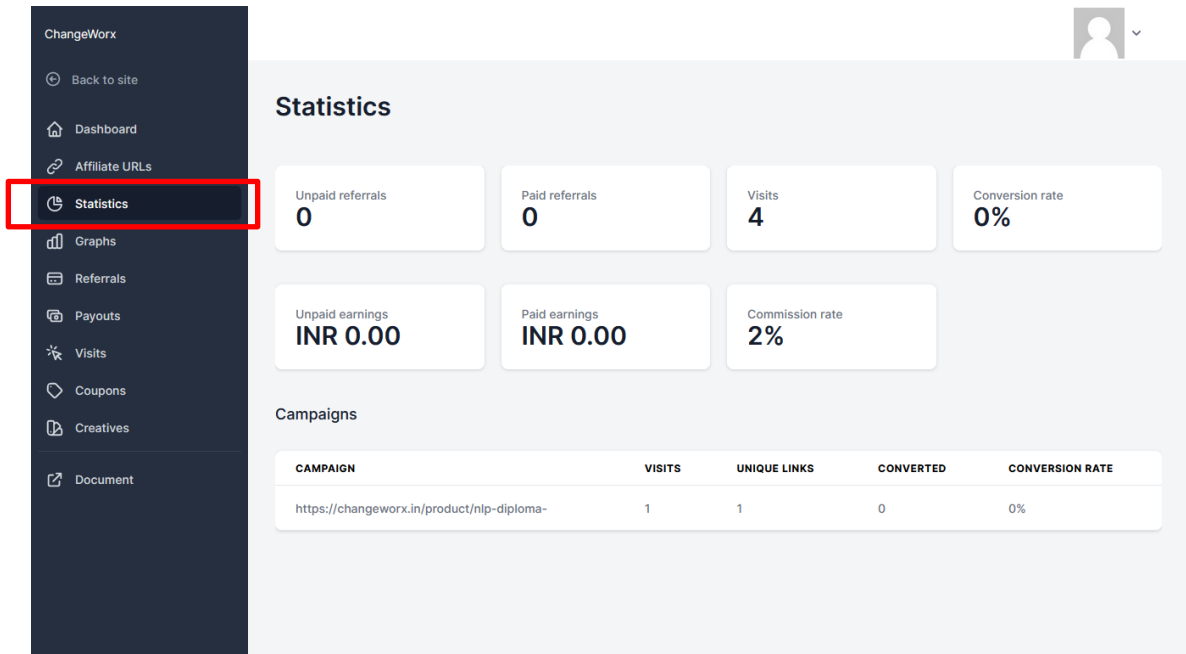 ChangeWorx
Back to site
Dashboard
Affiliate URLs
Statistics
Graphs
Referrals
Payouts
Visits
Coupons
Creatives
Document
Statistics
Unpaid referrals
0
Paid referrals
0
Visits
4
Conversion rate
0%
Unpaid earnings
INR 0.00
Paid earnings
INR 0.00
Commission rate
2%
Campaigns
CAMPAIGN VISITS UNIQUE LINKS CONVERTED CONVERSION RATE
https://changeworx.in/product/nlp-diploma- 1 1 0 0%